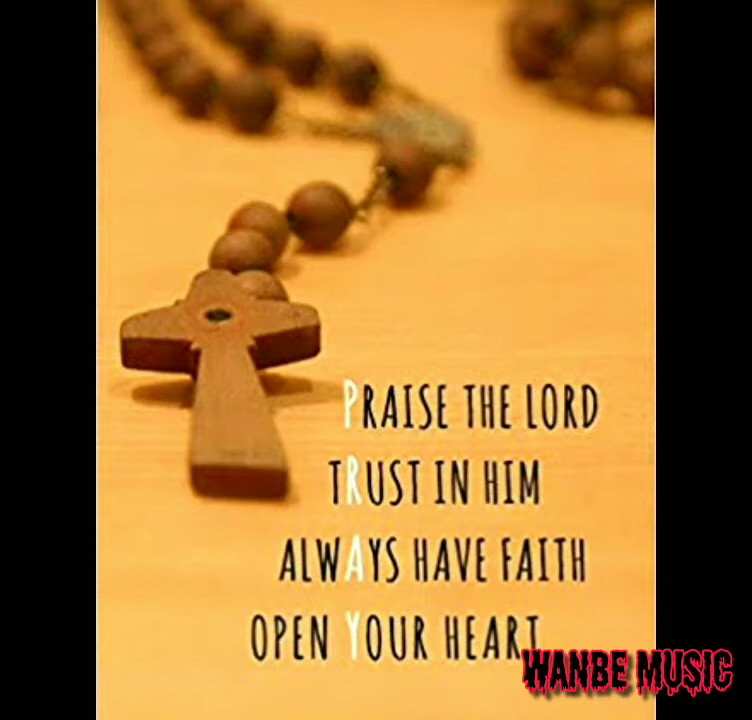 PRAISE THE LORD
TRUST IN HIM
ALWAYS HAVE FAITH
OPEN YOUR HEART
WANBE MUSIC